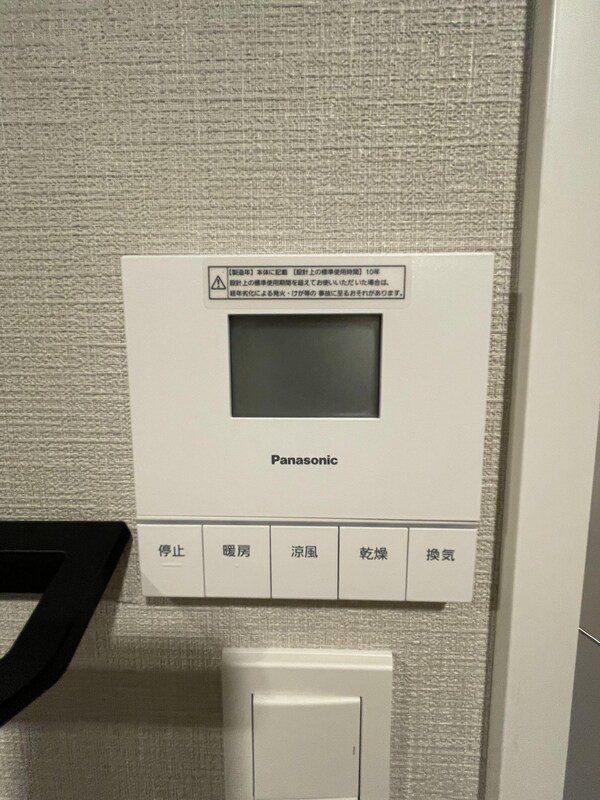 【製造年】本体に記載 【設計上の標準使用時間】10年
設計上の標準使用期間を超えてお使いいただいた場合は、
経年劣化による発火・けが等の 事故に至るおそれがあります。
Panasonic
停止 暖房 涼風 乾燥 換気